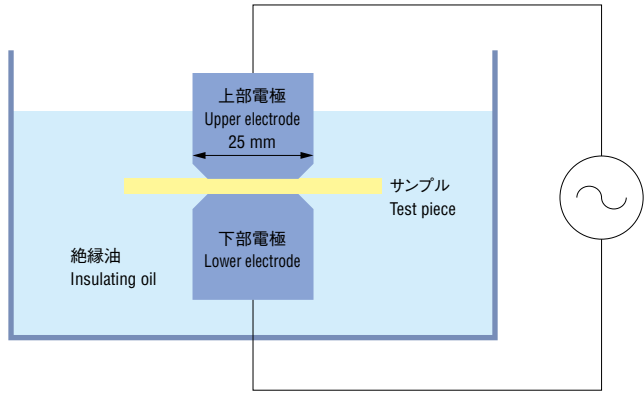 上部電極
Upper electrode
25 mm
サンプル
Test piece
下部電極
Lower electrode
絶縁油
Insulating oil